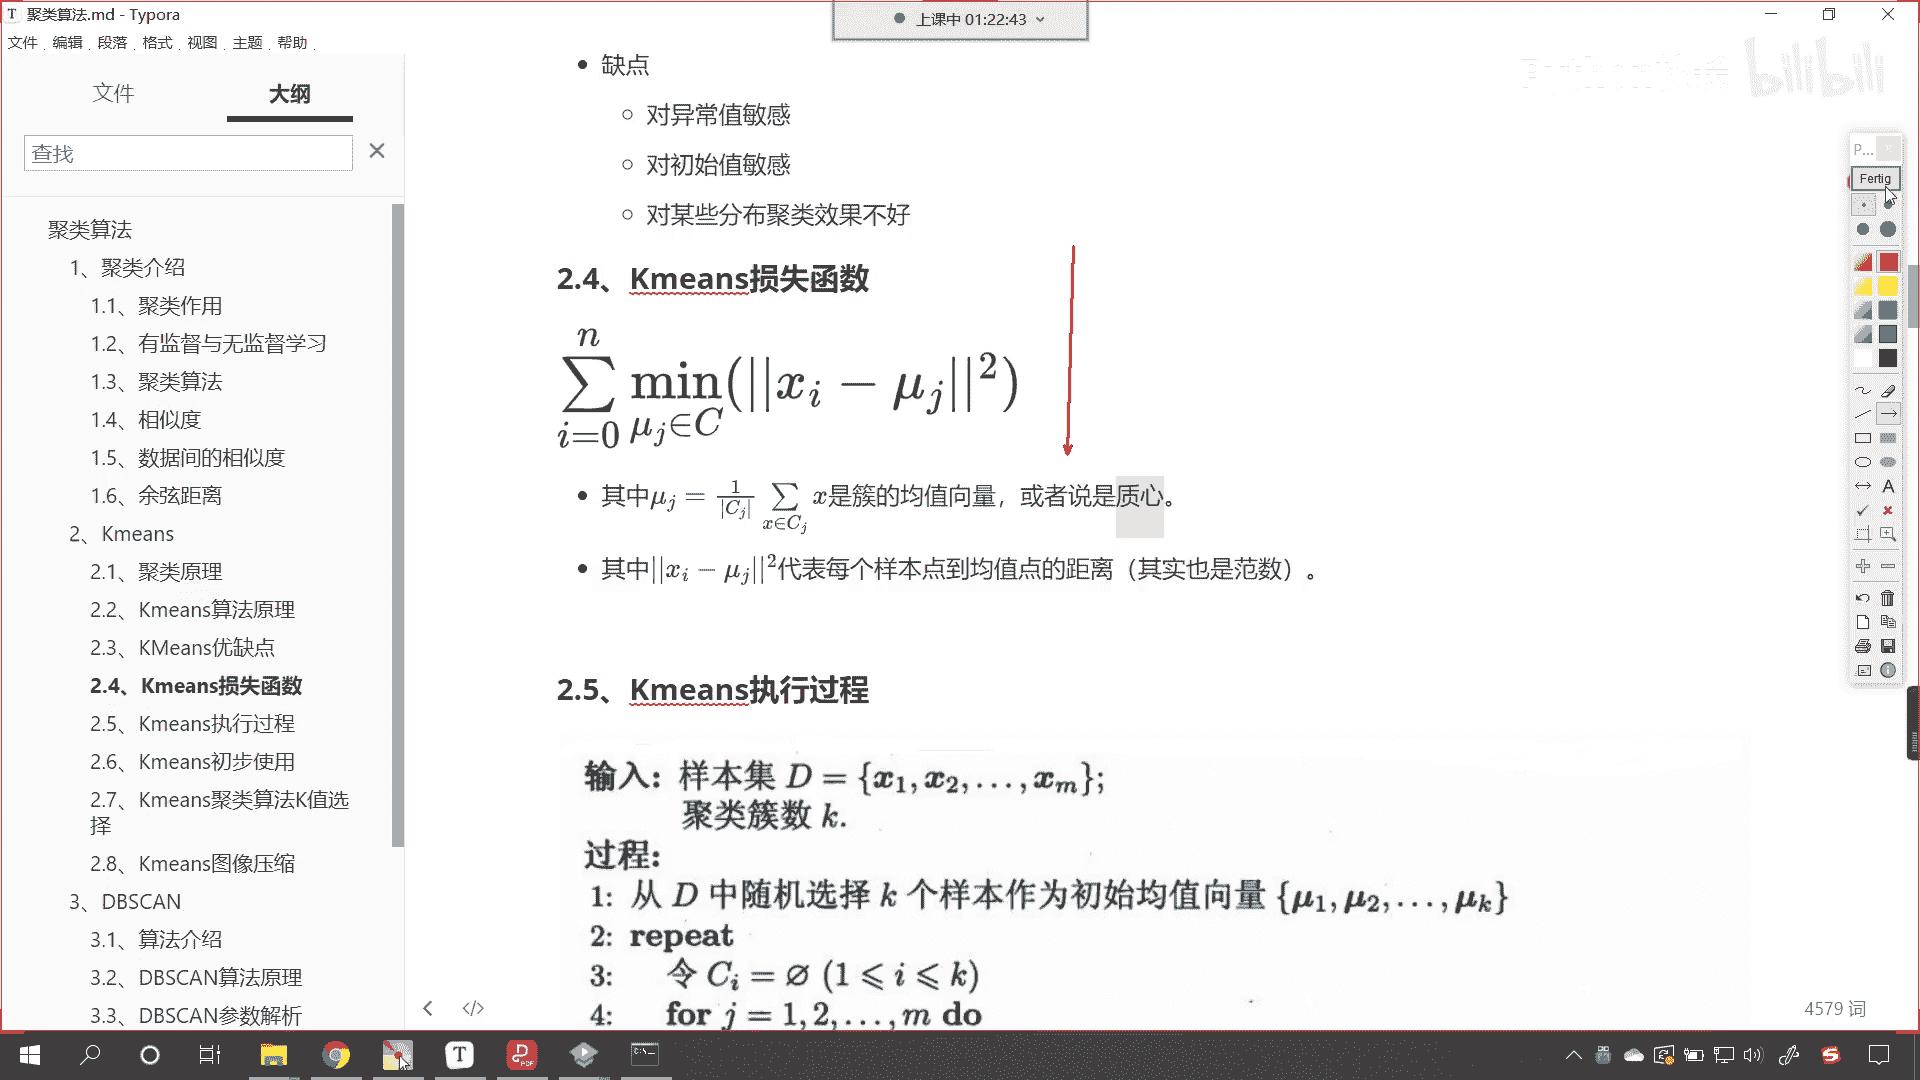 聚类算法.md - Typora
上课中 01:22:43
文件 编辑 段落 格式 视图 主题 帮助
文件 大纲
查找
聚类算法
1、聚类介绍
1.1、聚类作用
1.2、有监督与无监督学习
1.3、聚类算法
1.4、相似度
1.5、数据间的相似度
1.6、余弦距离
2、Kmeans
2.1、聚类原理
2.2、Kmeans算法原理
2.3、KMeans优缺点
2.4、Kmeans损失函数
2.5、Kmeans执行过程
2.6、Kmeans初步使用
2.7、Kmeans聚类算法K值选
择
2.8、Kmeans图像压缩
3、DBSCAN
3.1、算法介绍
3.2、DBSCAN算法原理
3.3、DBSCAN参数解析
缺点
对异常值敏感
对初始值敏感
对某些分布聚类效果不好
2.4、Kmeans损失函数
\sum_{i=0}^{n} \min_{μ_j∈C}(||x_i − μ_j||^2)
其中μ_j = \frac{1}{|C_j|} \sum_{x∈C_j} x是簇的均值向量，或者说是质心。
其中||x_i − μ_j||^2代表每个样本点到均值点的距离（其实也是范数）。
2.5、Kmeans执行过程
输入: 样本集 D = {x_1, x_2, ..., x_m};
聚类簇数 k.
过程:
1: 从 D 中随机选择 k 个样本作为初始均值向量 {μ_1, μ_2, ..., μ_k}
2: repeat
3: 令 C_i = ∅ (1 ⩽ i ⩽ k)
4: for j = 1, 2, ..., m do
4579 词
bilibili
P...
Fertig